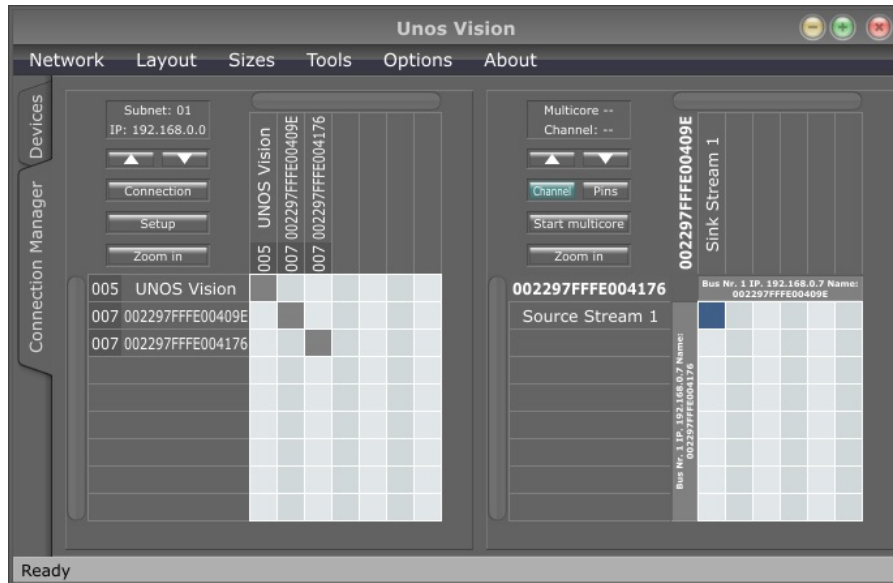 Unos Vision
Network Layout Sizes Tools Options About
Devices
Connection Manager
Subnet: 01
IP: 192.168.0.0
Connection
Setup
Zoom in
005 UNOS Vision
007 002297FFFE00409E
007 002297FFFE004176
005 UNOS Vision
007 002297FFFE00409E
007 002297FFFE004176
Multicore --
Channel: --
Channel Pins
Start multicore
Zoom in
002297FFFE00409E
Sink Stream 1
002297FFFE004176
Bus Nr. 1 IP. 192.168.0.7 Name:
002297FFFE00409E
Source Stream 1
Bus Nr. 1 IP. 192.168.0.7 Name:
002297FFFE004176
Ready